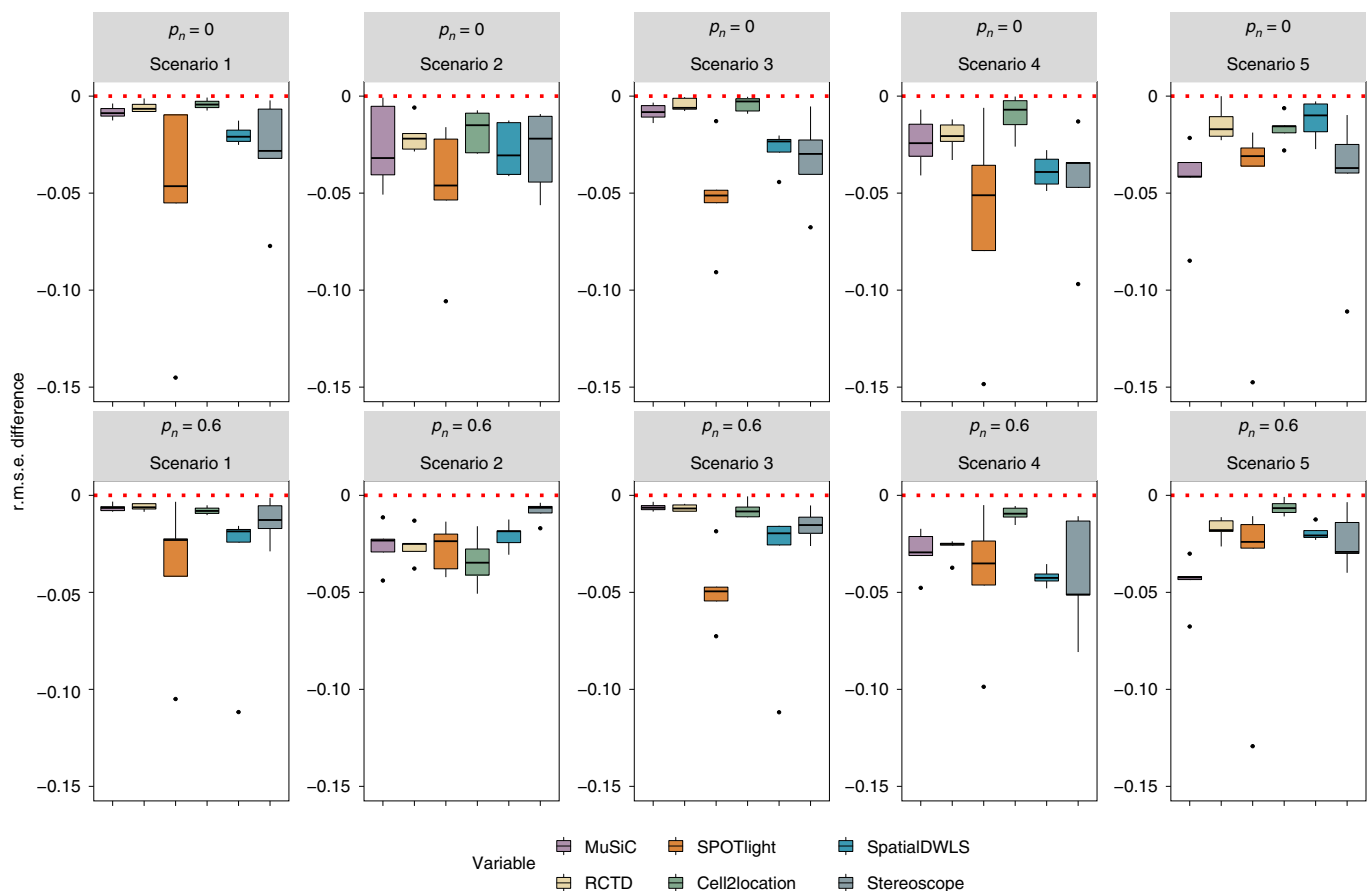 p_n = 0
Scenario 1
p_n = 0
Scenario 2
p_n = 0
Scenario 3
p_n = 0
Scenario 4
p_n = 0
Scenario 5
0
−0.05
−0.10
−0.15
0
−0.05
−0.10
−0.15
0
−0.05
−0.10
−0.15
0
−0.05
−0.10
−0.15
0
−0.05
−0.10
−0.15
r.m.s.e. difference
p_n = 0.6
Scenario 1
p_n = 0.6
Scenario 2
p_n = 0.6
Scenario 3
p_n = 0.6
Scenario 4
p_n = 0.6
Scenario 5
0
−0.05
−0.10
−0.15
0
−0.05
−0.10
−0.15
0
−0.05
−0.10
−0.15
0
−0.05
−0.10
−0.15
0
−0.05
−0.10
−0.15
Variable
MuSiC
SPOTlight
SpatialDWLS
RCTD
Cell2location
Stereoscope